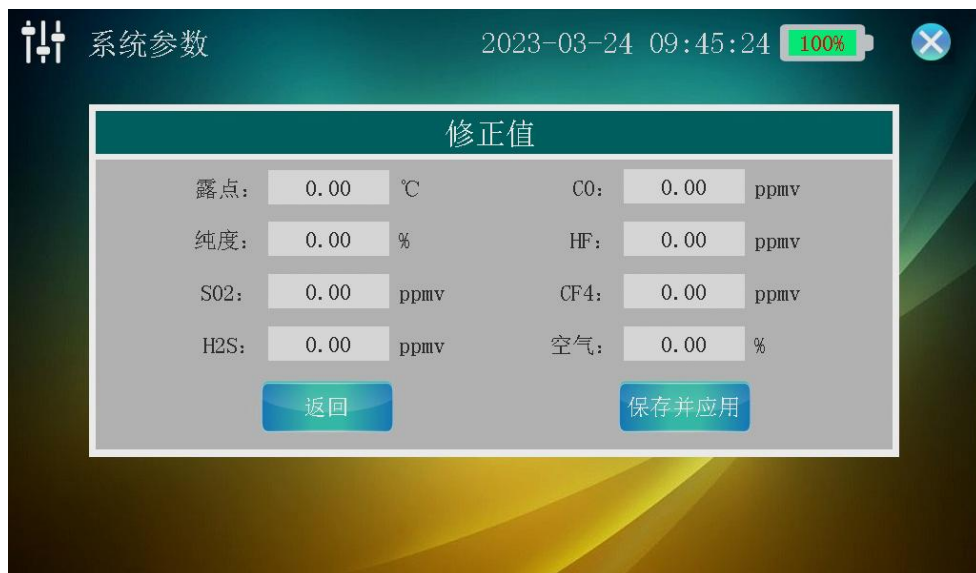 系统参数 2023-03-24 09:45:24 100%
修正值
露点: 0.00 ℃ CO: 0.00 ppmv
纯度: 0.00 % HF: 0.00 ppmv
SO2: 0.00 ppmv CF4: 0.00 ppmv
H2S: 0.00 ppmv 空气: 0.00 %
返回 保存并应用